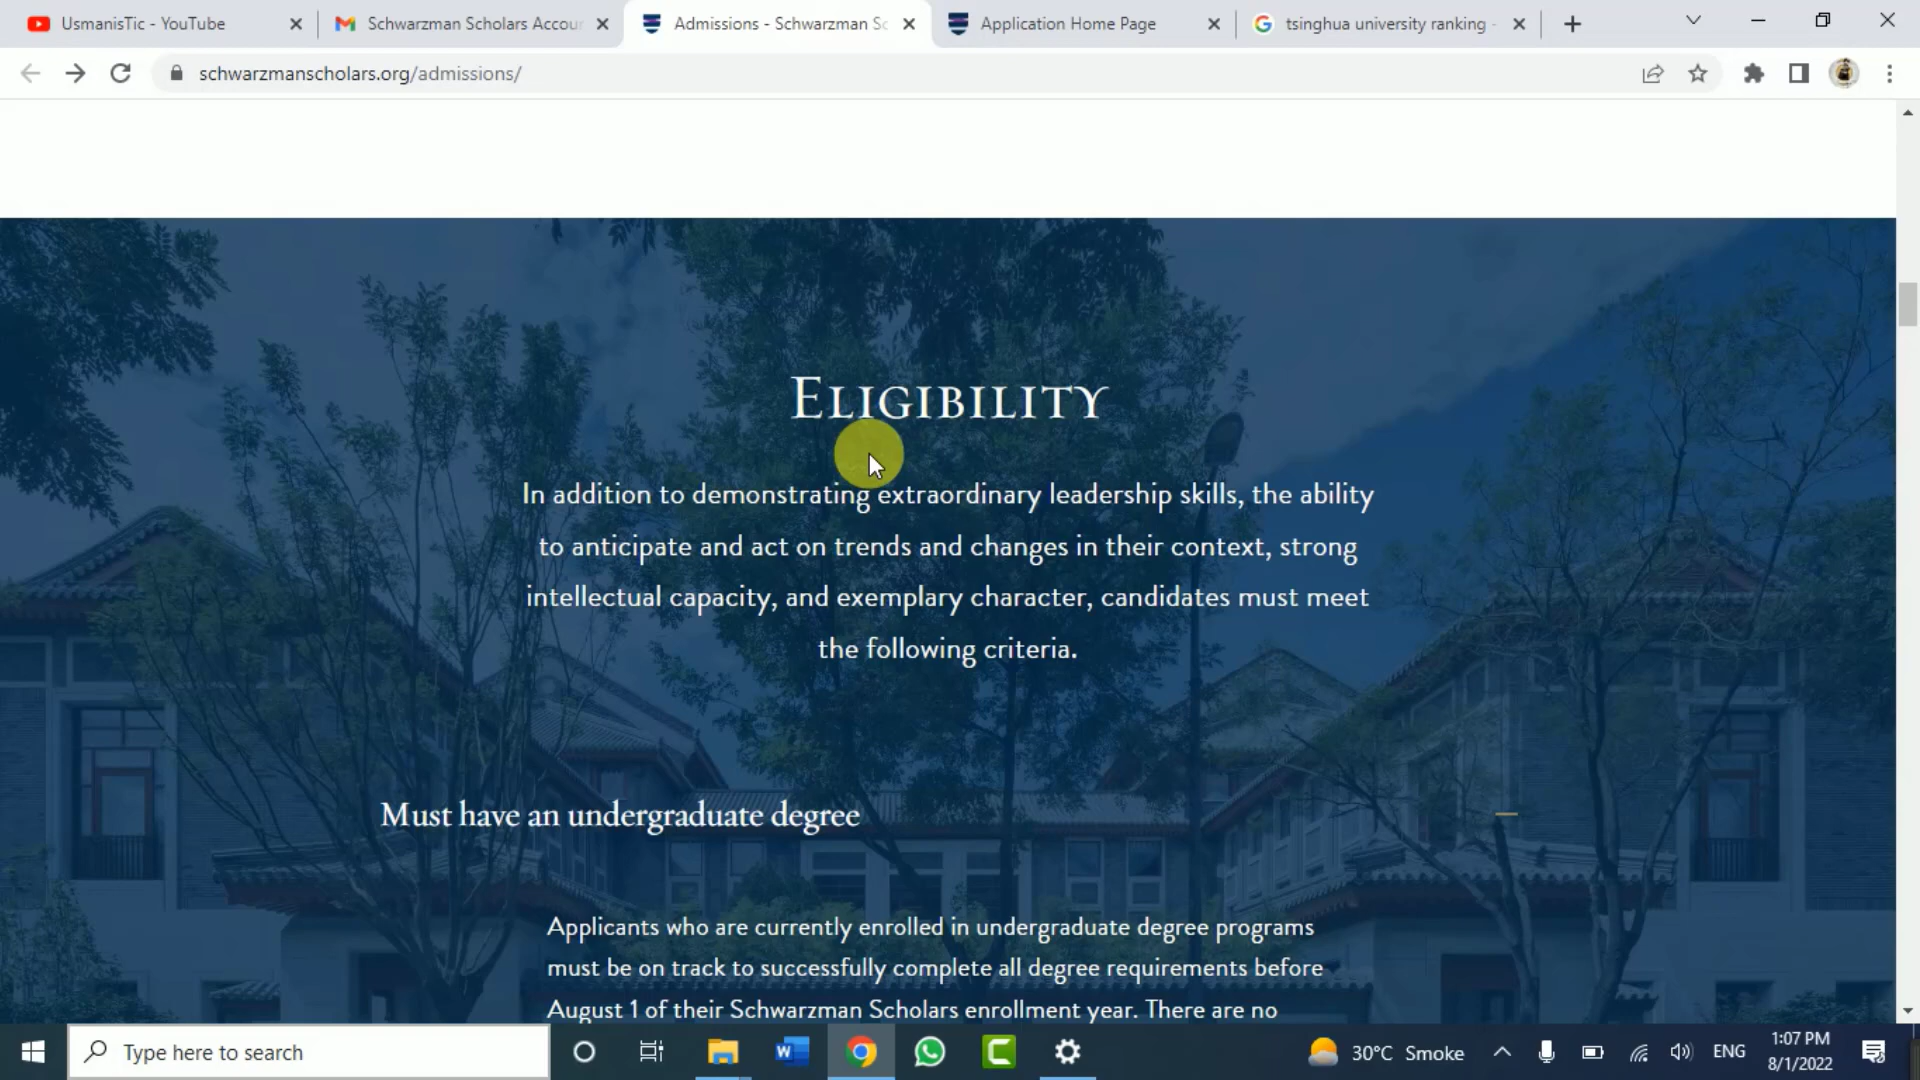 UsmanisTic - YouTube
Schwarzman Scholars Accou
Admissions - Schwarzman Sc
Application Home Page
tsinghua university ranking -
schwarzmanscholars.org/admissions/
ELIGIBILITY
In addition to demonstrating extraordinary leadership skills, the ability
to anticipate and act on trends and changes in their context, strong
intellectual capacity, and exemplary character, candidates must meet
the following criteria.
Must have an undergraduate degree
Applicants who are currently enrolled in undergraduate degree programs
must be on track to successfully complete all degree requirements before
August 1 of their Schwarzman Scholars enrollment year. There are no
Type here to search
30°C Smoke
ENG
1:07 PM
8/1/2022